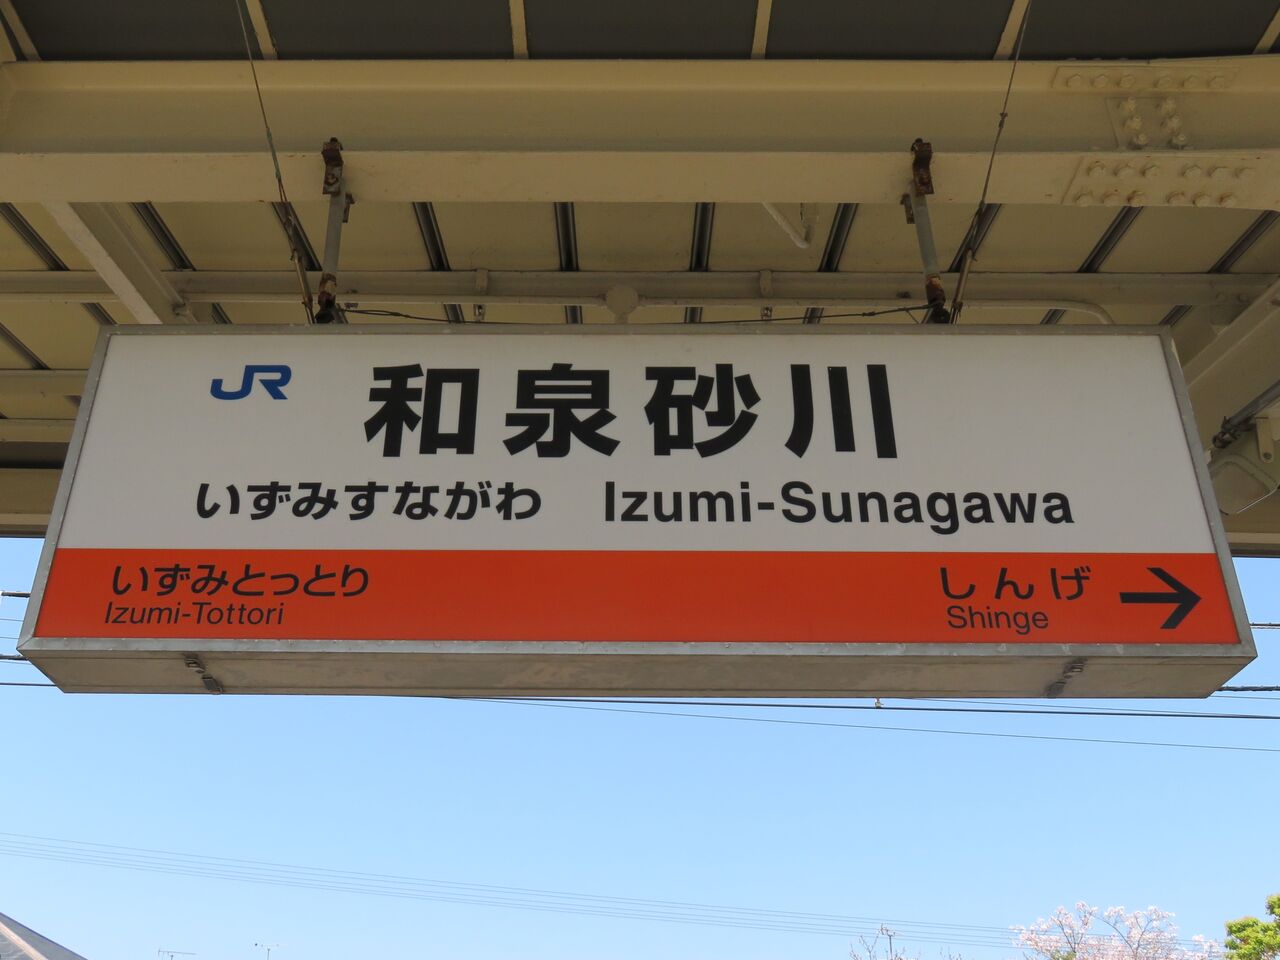 JR 和泉砂川
いずみすながわ Izumi-Sunagawa
いずみとっとり しんげ →
Izumi-Tottori Shinge